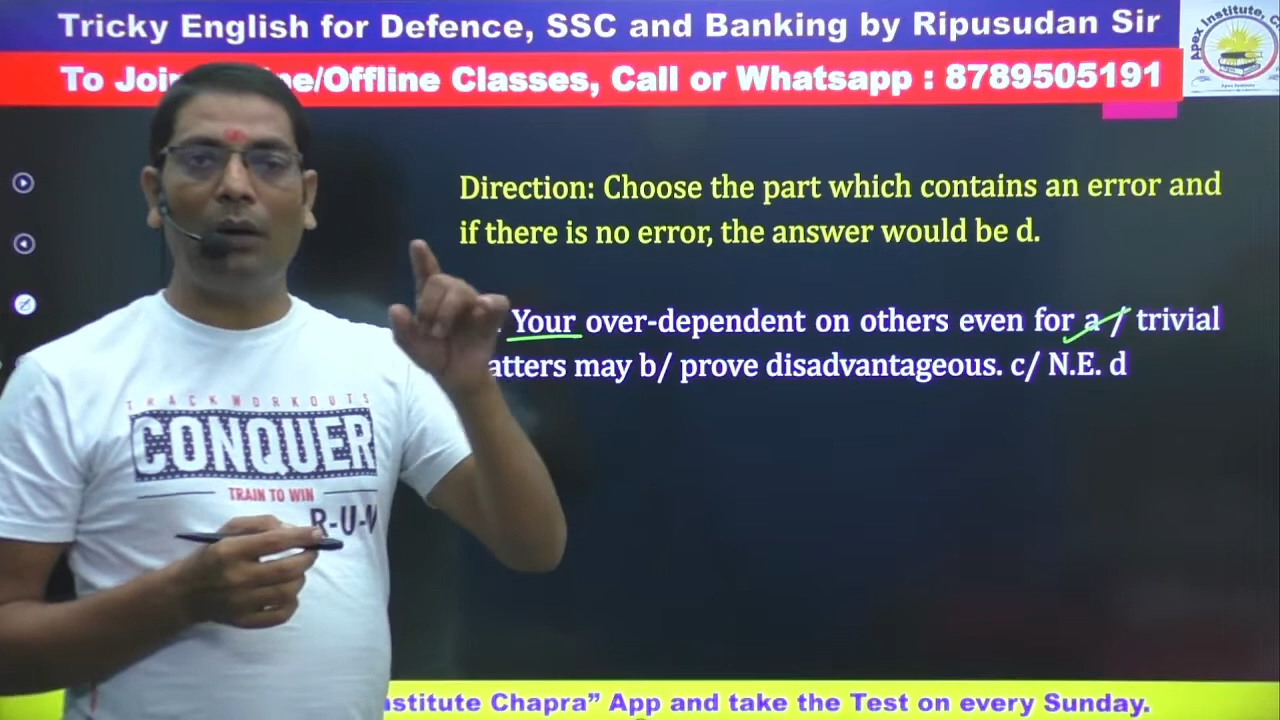 Tricky English for Defence, SSC and Banking by Ripusudan Sir
To Join /Offline Classes, Call or Whatsapp : 8789505191
Apex Institute,
Direction: Choose the part which contains an error and
if there is no error, the answer would be d.
Your over-dependent on others even for a / trivial
atters may b/ prove disadvantageous. c/ N.E. d
TRACKWORKOUTS
CONQUER
TRAIN TO WIN
R-U-N
stitute Chapra” App and take the Test on every Sunday.